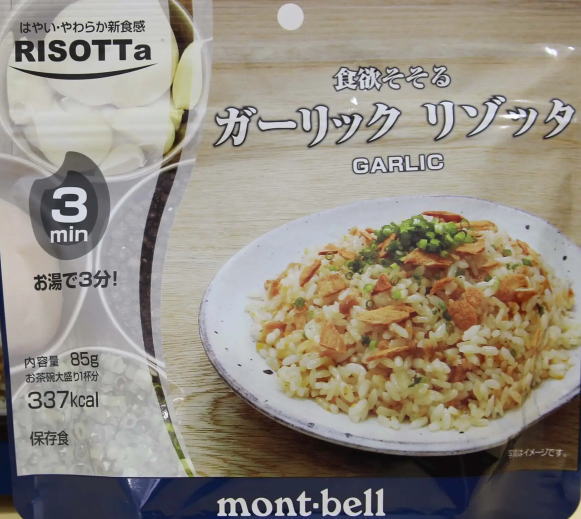 はやい・やわらか新食感
RISOTTa
食欲そそる
ガーリック リゾッタ
GARLIC
3
min
お湯で3分!
内容量 85g
お茶碗大盛り1杯分
337kcal
保存食
写真はイメージです。
mont・bell